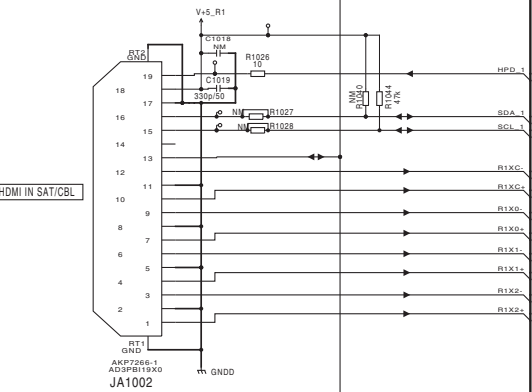 V+5_R1
C1018
NM
RT2
GND
R1026
10
19
HPD_1
C1019
18
330p/50
NM
R1040
R1044
47k
17
16
NM
R1027
SDA_1
15
NM
R1028
SCL_1
14
13
12
R1XC-
HDMI IN SAT/CBL
11
R1XC+
10
9
R1X0-
8
R1X0+
7
6
R1X1-
5
R1X1+
4
3
R1X2-
2
R1X2+
1
RT1
GND
AKP7266-1
AD3PBI19X0
JA1002
GNDD